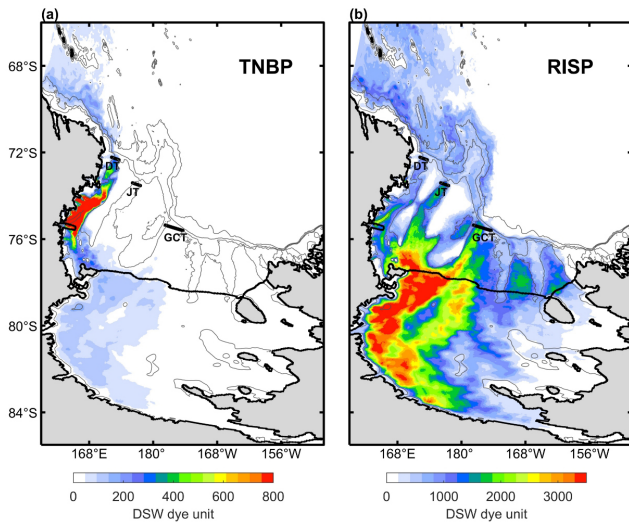 (a)
TNBP
68°S
72°S
76°S
80°S
84°S
DT
JT
GCT
168°E
180°
168°W
156°W
0
200
400
600
800
DSW dye unit
(b)
RISP
DT
JT
GCT
168°E
180°
168°W
156°W
0
1000
2000
3000
DSW dye unit